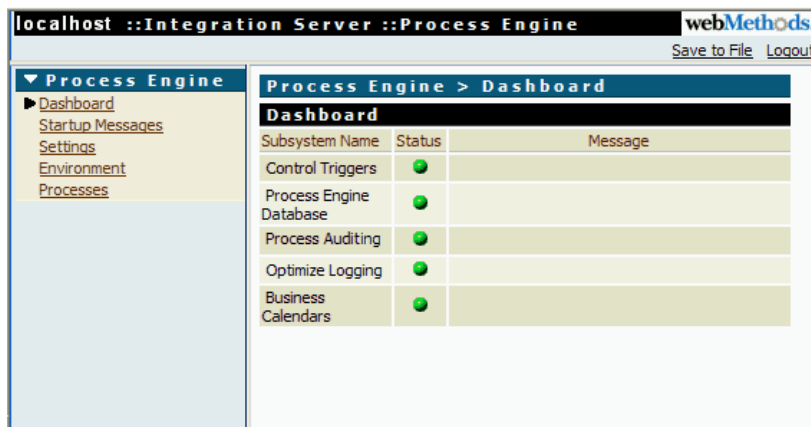 localhost ::Integration Server ::Process Engine
webMethods
Save to File Logout
Process Engine
Dashboard
Startup Messages
Settings
Environment
Processes
Process Engine > Dashboard
Dashboard
Subsystem Name Status Message
Control Triggers
Process Engine
Database
Process Auditing
Optimize Logging
Business
Calendars